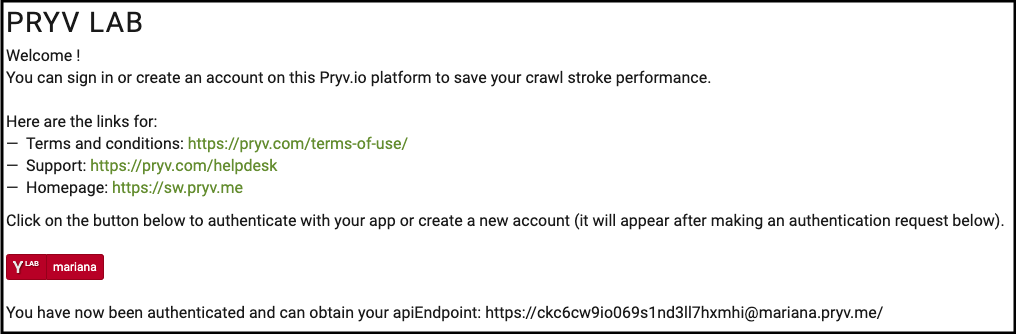 PRYV LAB
Welcome !
You can sign in or create an account on this Pryv.io platform to save your crawl stroke performance.
Here are the links for:
— Terms and conditions: https://pryv.com/terms-of-use/
— Support: https://pryv.com/helpdesk
— Homepage: https://sw.pryv.me
Click on the button below to authenticate with your app or create a new account (it will appear after making an authentication request below).
Y LAB mariana
You have now been authenticated and can obtain your apiEndpoint: https://ckc6cw9io069s1nd3ll7hxmhi@mariana.pryv.me/